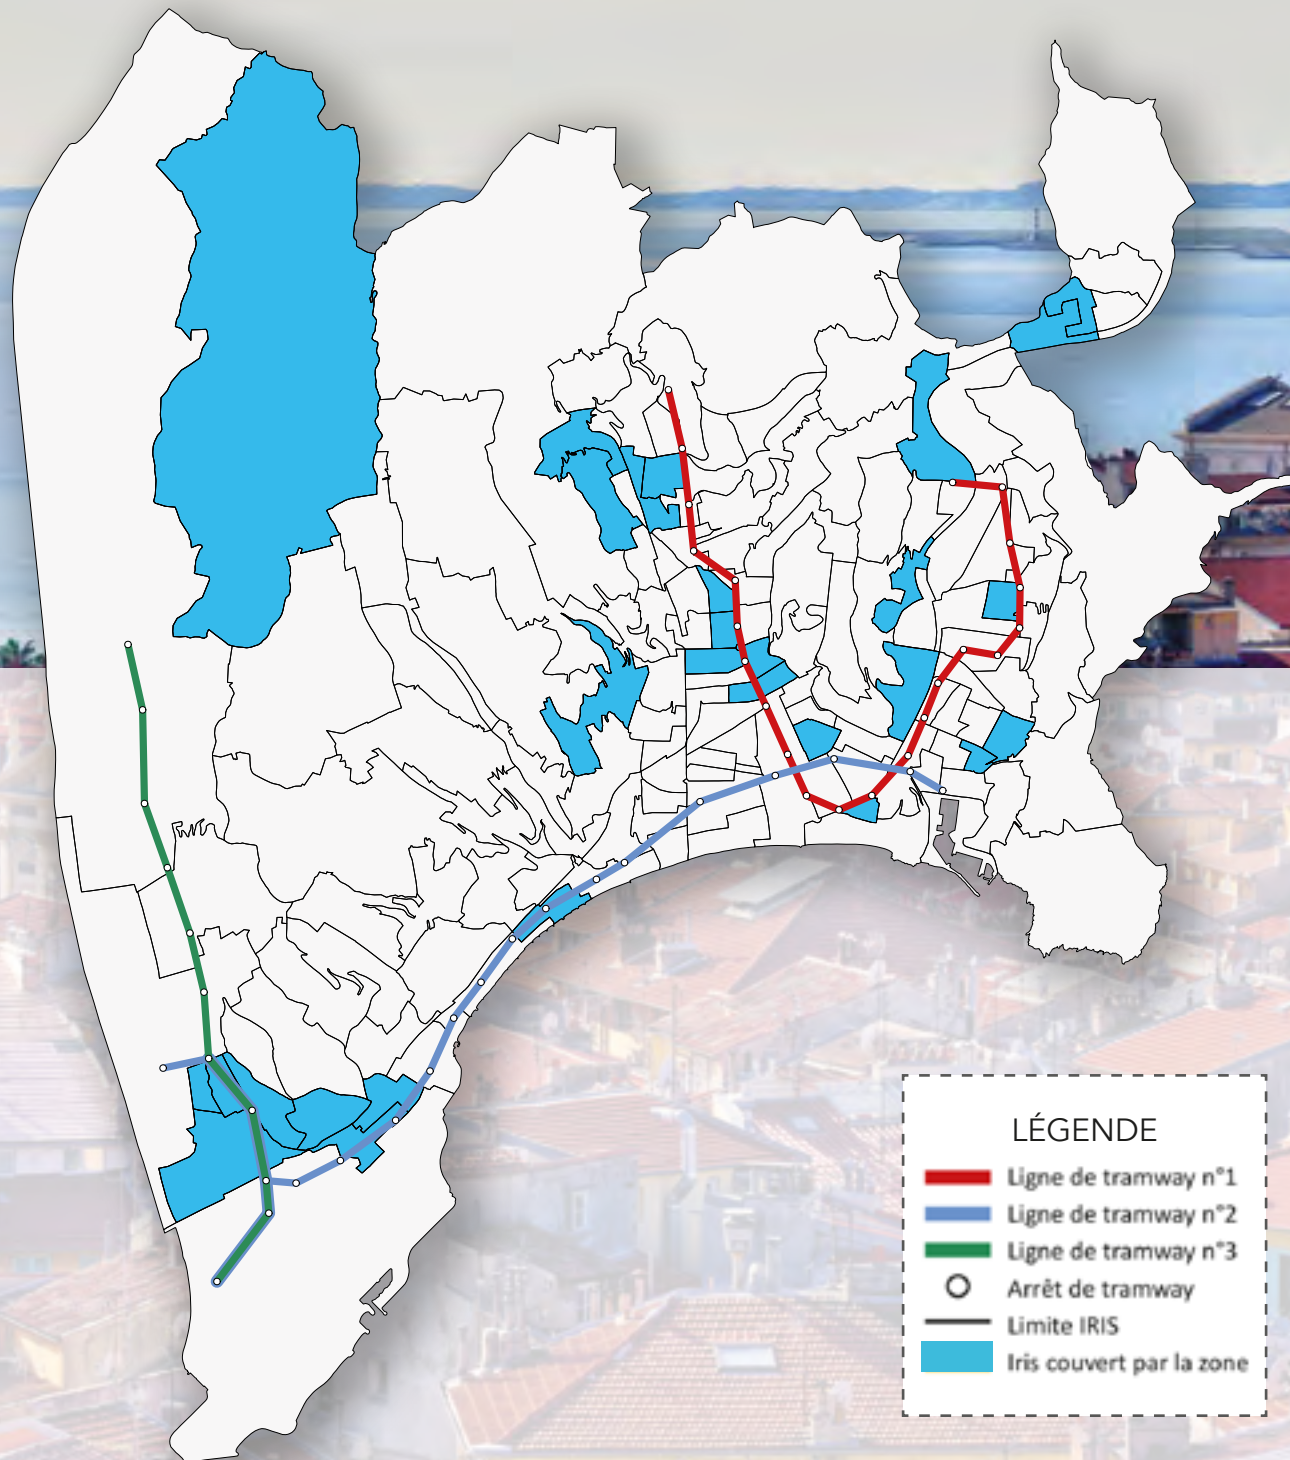 LÉGENDE
Ligne de tramway n°1
Ligne de tramway n°2
Ligne de tramway n°3
Arrêt de tramway
Limite IRIS
Iris couvert par la zone